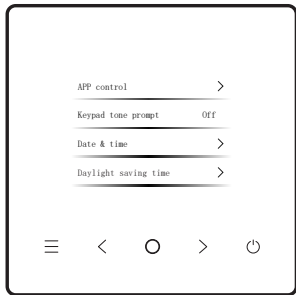 APP control
Keypad tone prompt Off
Date & time
Daylight saving time